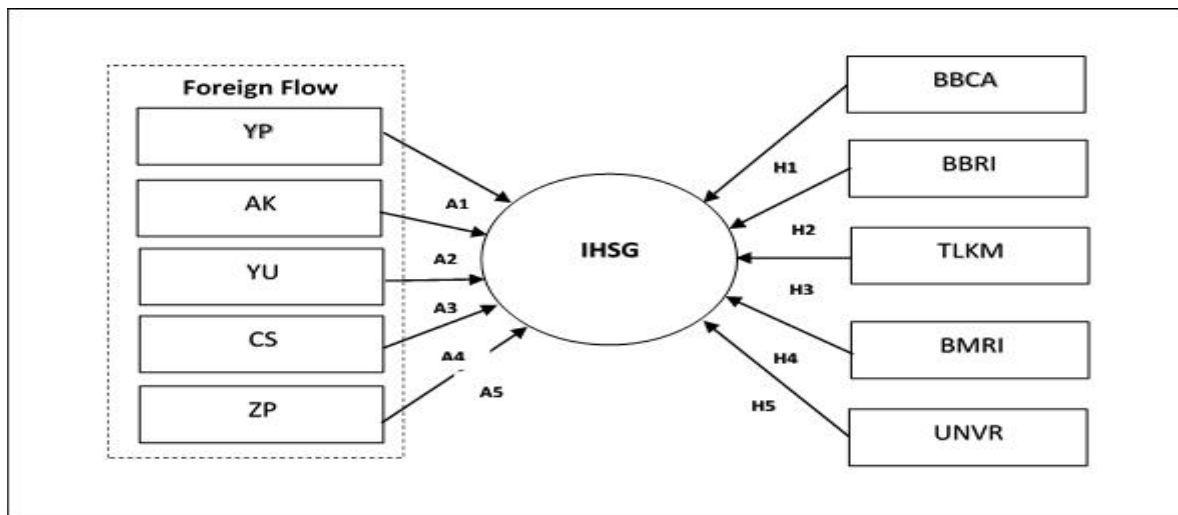 Foreign Flow
YP
AK
YU
CS
ZP
A1
A2
A3
A4
A5
IHSG
H1
H2
H3
H4
H5
BBCA
BBRI
TLKM
BMRI
UNVR